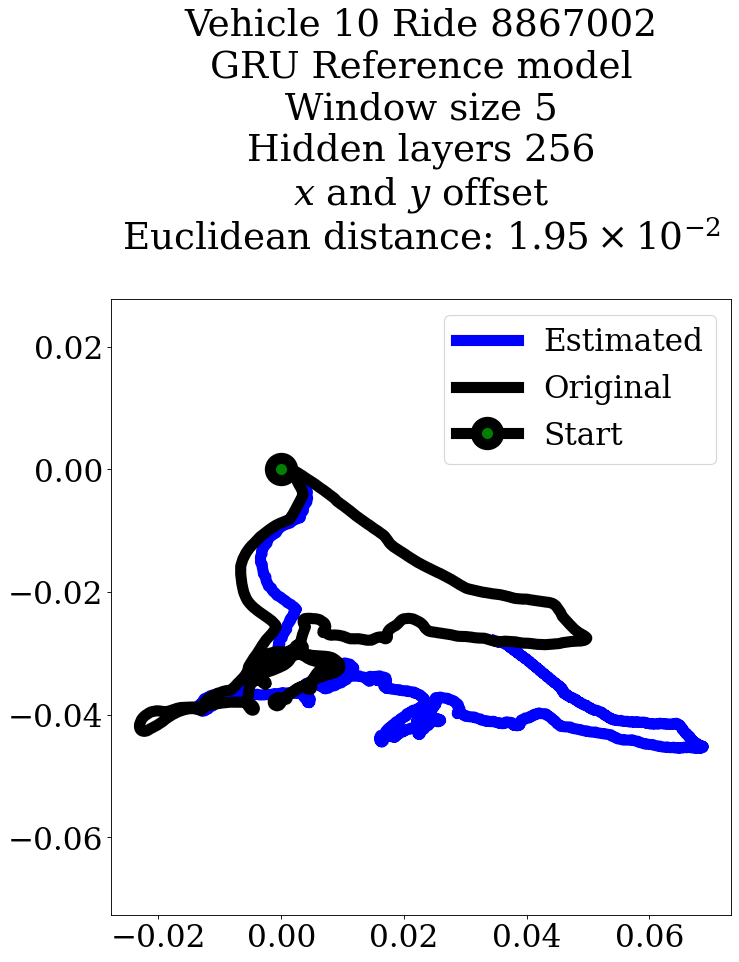 Vehicle 10 Ride 8867002
GRU Reference model
Window size 5
Hidden layers 256
x and y offset
Euclidean distance: 1.95 × 10⁻²
Estimated
Original
Start
0.02
0.00
−0.02
−0.04
−0.06
−0.02 0.00 0.02 0.04 0.06